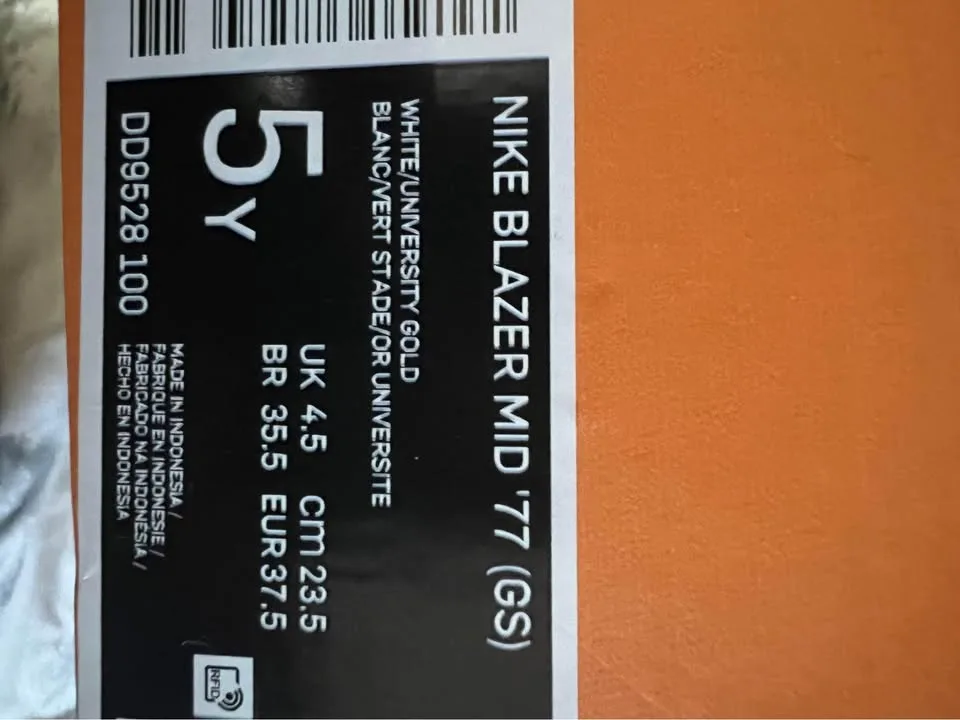 NIKE BLAZER MID '77 (GS)
WHITE/UNIVERSITY GOLD
BLANC/VERT STADE/OR UNIVERSITE
5Y
UK 4.5 cm 23.5
BR 35.5 EUR 37.5
DD9528 100
MADE IN INDONESIA /
FABRIQUE EN INDONESIE /
FABRICADO NA INDONÉSIA /
HECHO EN INDONESIA
RFID